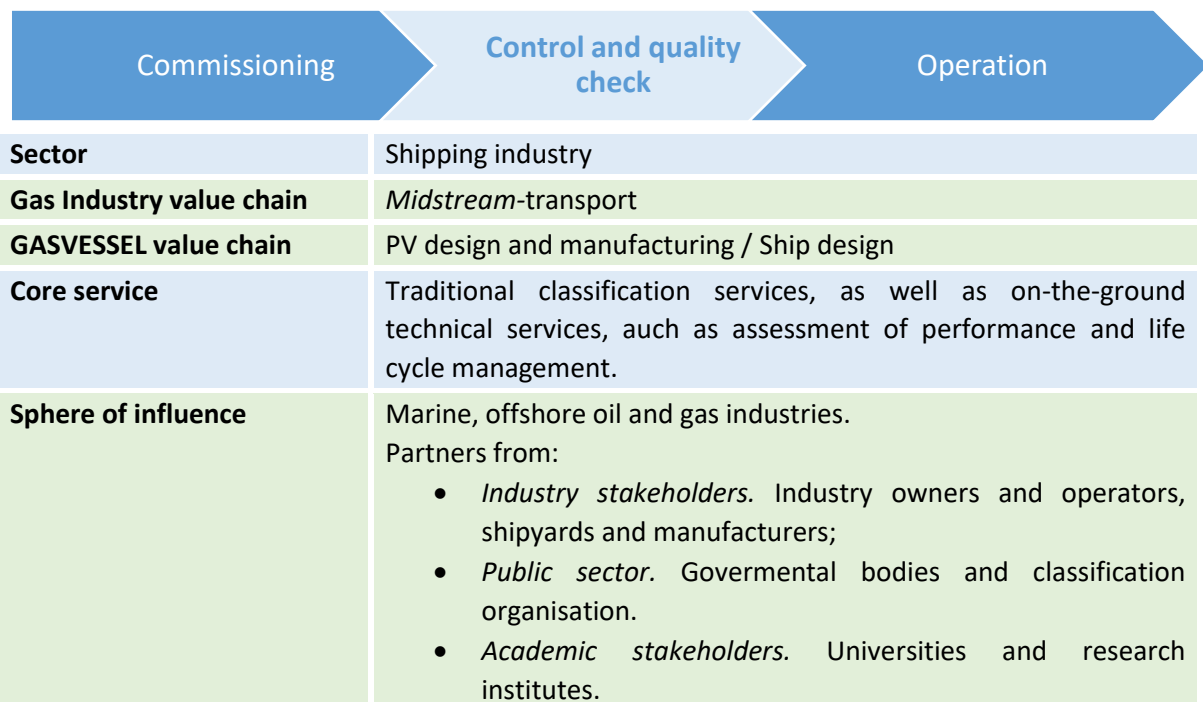 Commissioning
Control and quality
check
Operation
Sector
Shipping industry
Gas Industry value chain
Midstream-transport
GASVESSEL value chain
PV design and manufacturing / Ship design
Core service
Traditional classification services, as well as on-the-ground
technical services, auch as assessment of performance and life
cycle management.
Sphere of influence
Marine, offshore oil and gas industries.
Partners from:
• Industry stakeholders. Industry owners and operators,
shipyards and manufacturers;
• Public sector. Govermental bodies and classification
organisation.
• Academic stakeholders. Universities and research
institutes.